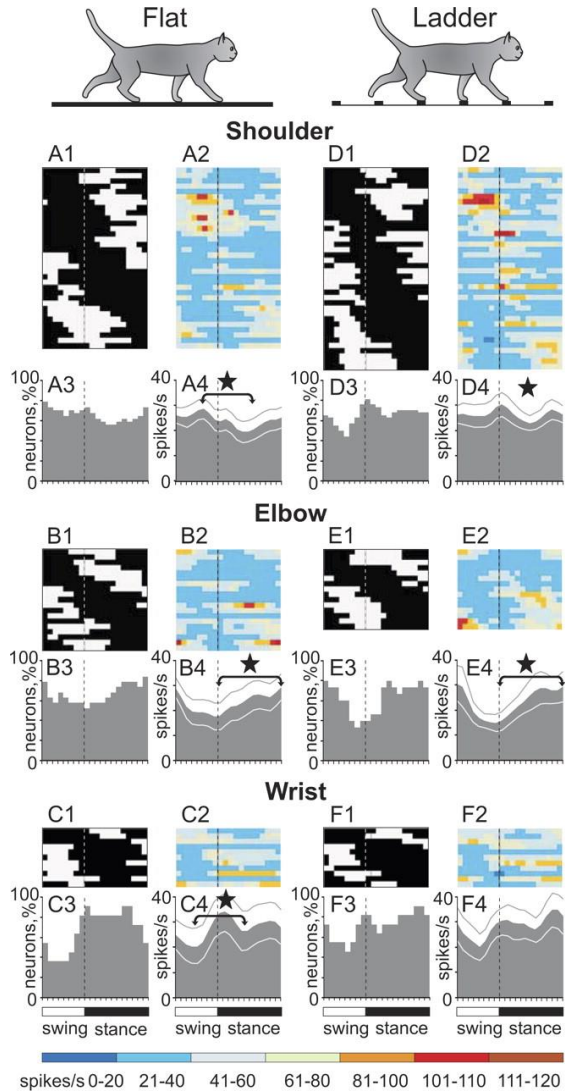 Flat Ladder
Shoulder
A1 A2 D1 D2
A3 A4 D3 D4
100 40 100 40
neurons,% spikes/s neurons,% spikes/s
0 0 0 0
Elbow
B1 B2 E1 E2
100 40 100 40
B3 B4 E3 E4
neurons,% spikes/s neurons,% spikes/s
0 0 0 0
Wrist
C1 C2 F1 F2
100 40 100 40
C3 C4 F3 F4
neurons,% spikes/s neurons,% spikes/s
0 0 0 0
swing stance swing stance swing stance swing stance
spikes/s 0-20 21-40 41-60 61-80 81-100 101-110 111-120